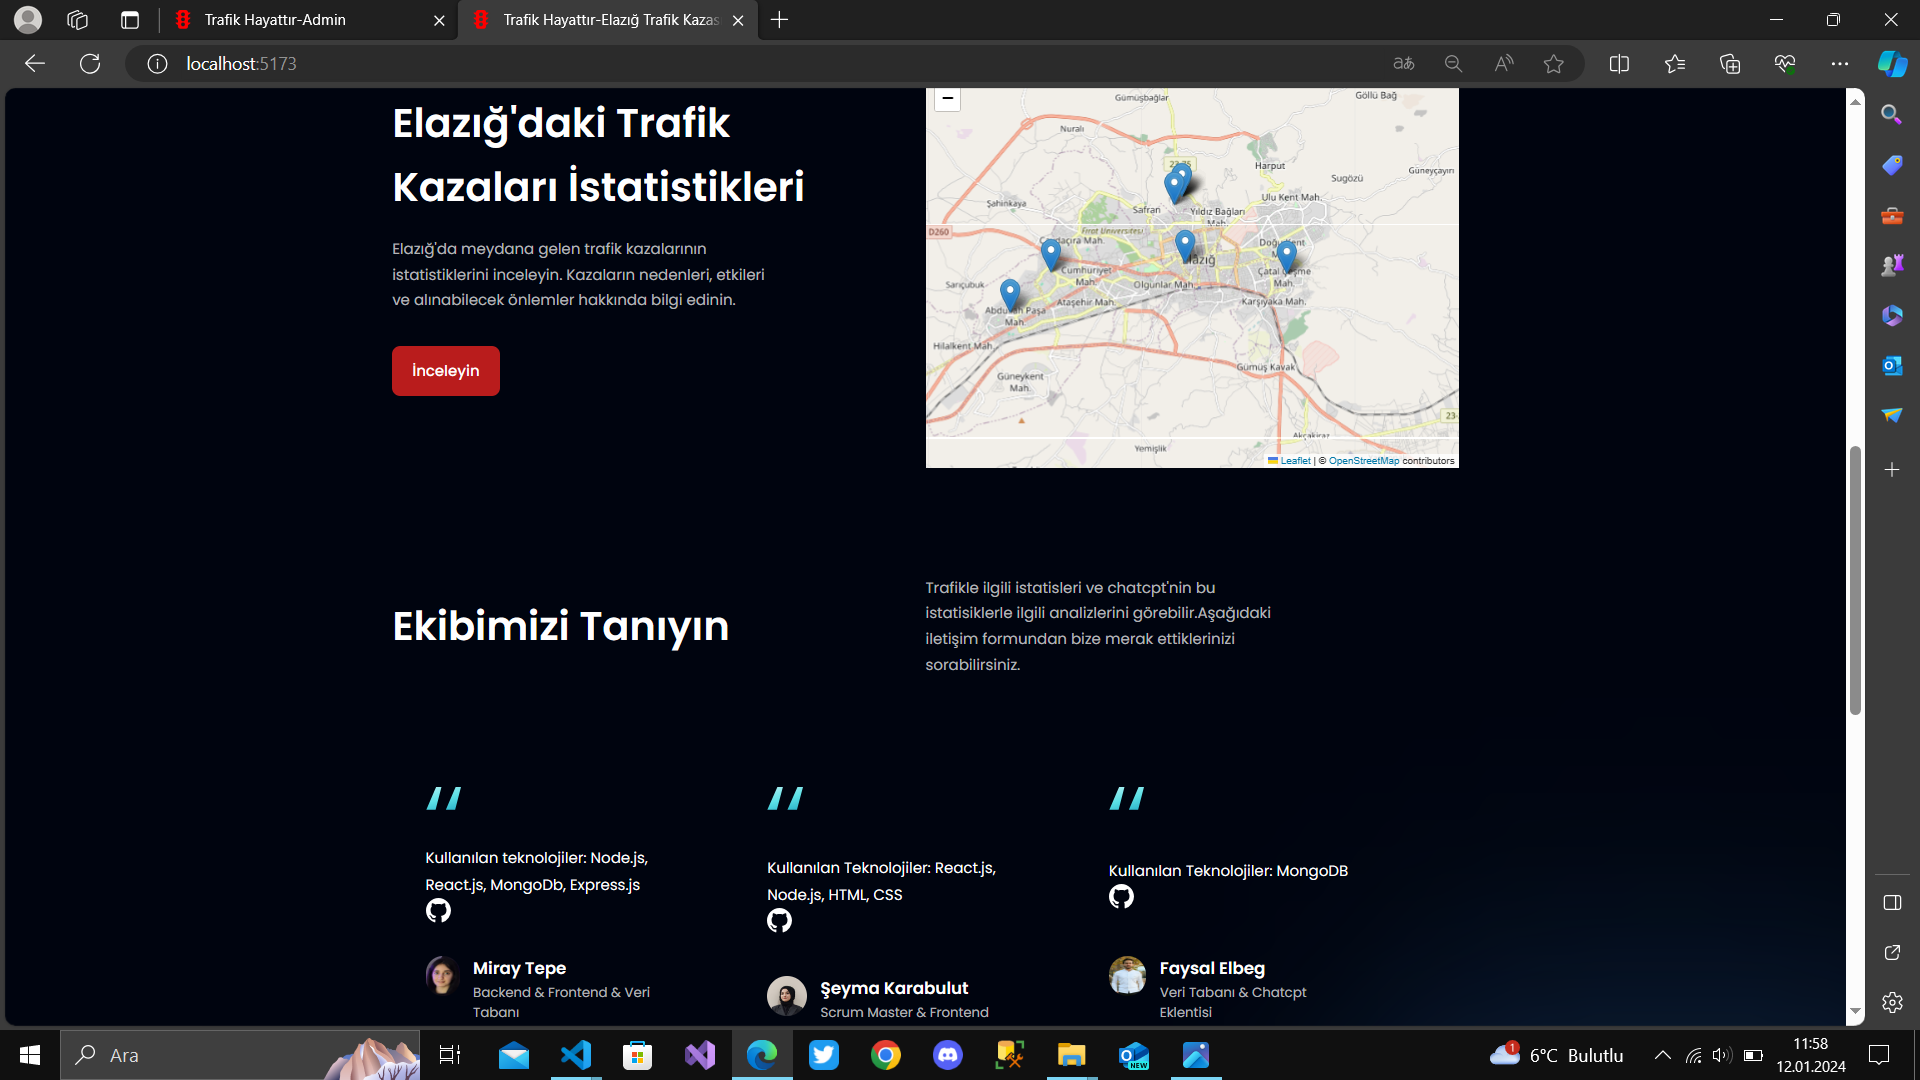 Trafik Hayattır-Admin
Trafik Hayattır-Elazığ Trafik Kazas
localhost:5173
Elazığ'daki Trafik
Kazaları İstatistikleri
Elazığ'da meydana gelen trafik kazalarının
istatistiklerini inceleyin. Kazaların nedenleri, etkileri
ve alınabilecek önlemler hakkında bilgi edinin.
İnceleyin
−
Gümüşbağlar
Göllü Bağ
Nuralı
23-75
Harput
Sugözü
Güneyçayırı
Şahinkaya
Safran
Ulu Kent Mah.
Yıldız Bağları
Mah.
D260
Fırat Üniversitesi
Mah.
Cumhuriyet
Mah.
Elazığ
Mah.
Sarıçubuk
Olgunlar Mah.
Ataşehir Mah.
Karşıyaka Mah.
Mah.
Hilalkent Mah.
Güneykent
Mah.
Gümüş Kavak
23-
Akçakiraz
Yemişlik
Leaflet | © OpenStreetMap contributors
Ekibimizi Tanıyın
Trafikle ilgili istatisleri ve chatcpt'nin bu
istatisiklerle ilgili analizlerini görebilir.Aşağıdaki
iletişim formundan bize merak ettiklerinizi
sorabilirsiniz.
Kullanılan teknolojiler: Node.js,
React.js, MongoDb, Express.js
Miray Tepe
Backend & Frontend & Veri
Tabanı
Kullanılan Teknolojiler: React.js,
Node.js, HTML, CSS
Şeyma Karabulut
Scrum Master & Frontend
Kullanılan Teknolojiler: MongoDB
Faysal Elbeg
Veri Tabanı & Chatcpt
Eklentisi
Ara
NEW
1
6°C Bulutlu
11:58
12.01.2024